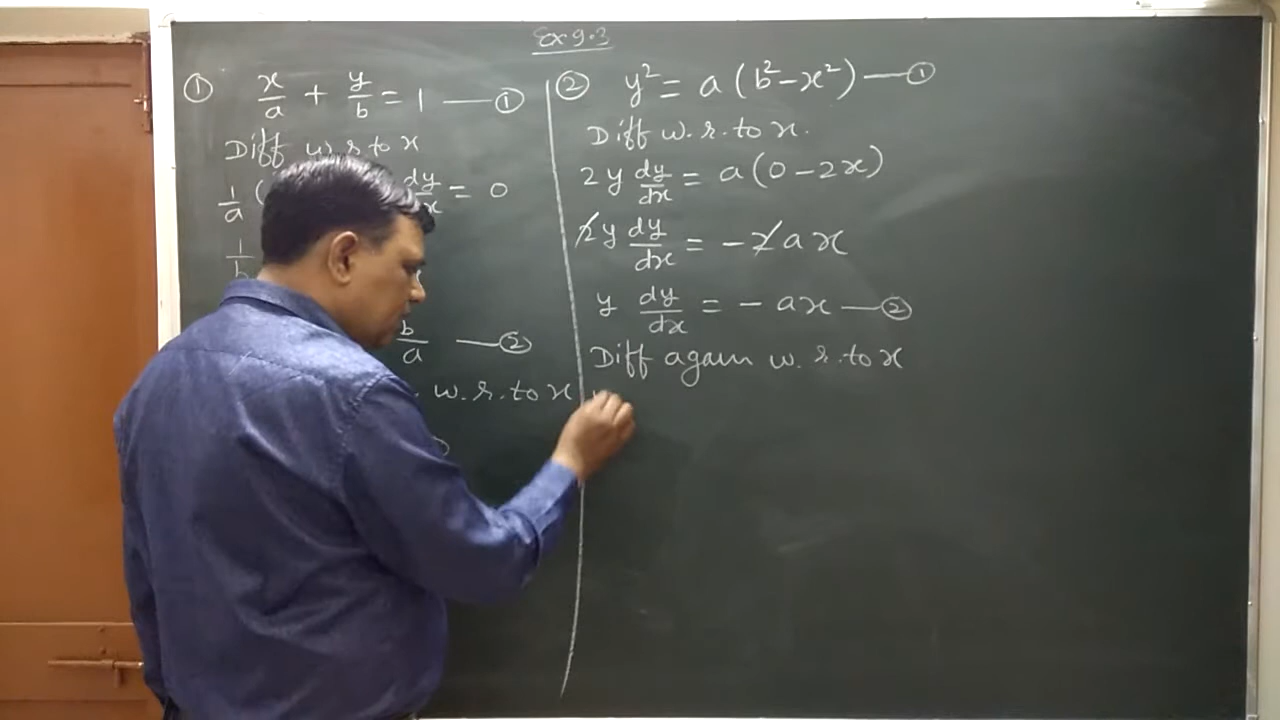 Ex 9.3
① x/a + y/b = 1 —①
Diff w.r.to x
1/a ( dy/x = 0
1/b
b/a —②
w.r.to x
② y² = a(b²-x²) —①
Diff w.r.to x.
2y dy/dx = a(0-2x)
2y dy/dx = -2ax
y dy/dx = -ax —②
Diff again w.r.to x